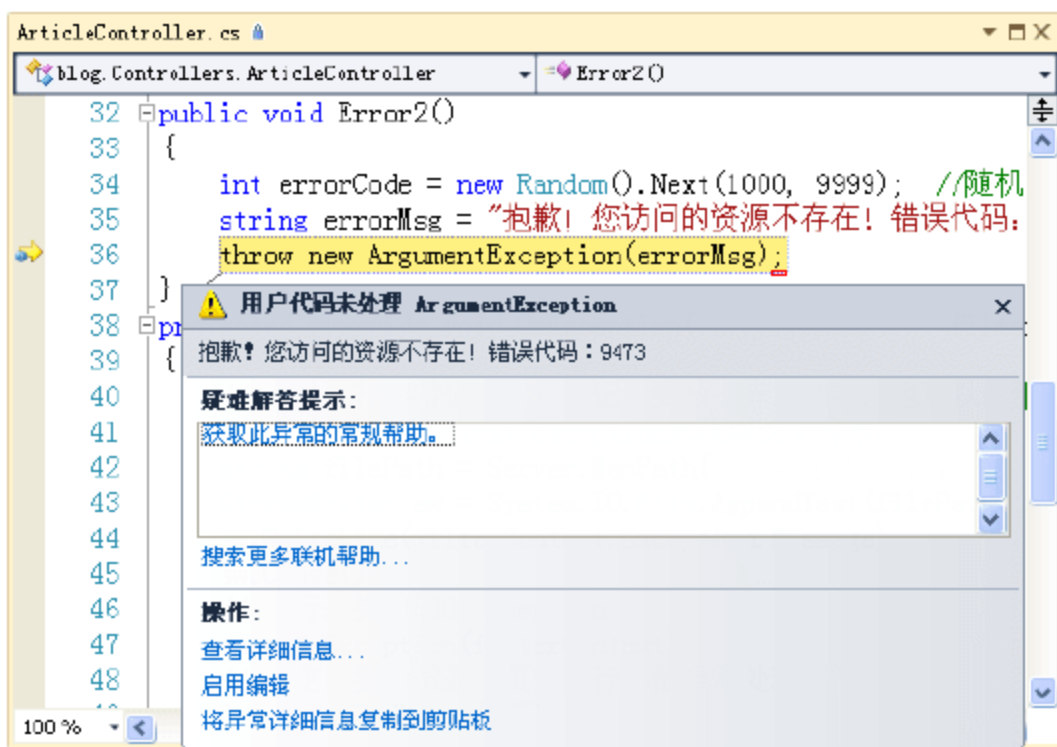 ArticleController.cs
blog.Controllers.ArticleController Error2()
32 public void Error2()
33 {
34 int errorCode = new Random().Next(1000, 9999); //随机
35 string errorMsg = "抱歉! 您访问的资源不存在! 错误代码:
36 throw new ArgumentException(errorMsg);
37 }
用户代码未处理 ArgumentException
38 pr
抱歉! 您访问的资源不存在! 错误代码:9473
39 {
40 疑难解答提示:
41 获取此异常的常规帮助。
42
43
44
搜索更多联机帮助...
45
46 操作:
47 查看详细信息...
48 启用编辑
将异常详细信息复制到剪贴板
100 %